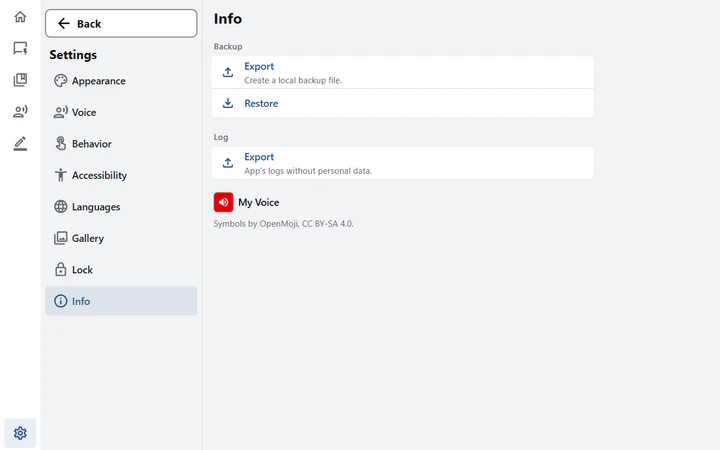 Back
Settings
Appearance
Voice
Behavior
Accessibility
Languages
Gallery
Lock
Info
Info
Backup
Export
Create a local backup file.
Restore
Log
Export
App's logs without personal data.
My Voice
Symbols by OpenMoji, CC BY-SA 4.0.